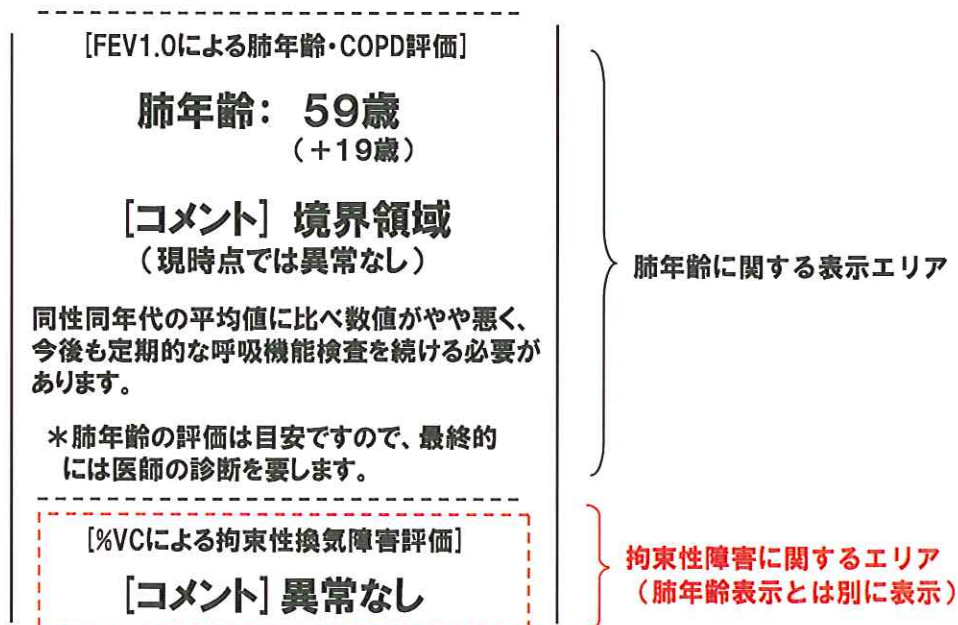 [FEV1.0による肺年齢・COPD評価]
肺年齢： 59歳
（＋19歳）
[コメント] 境界領域
（現時点では異常なし）
同性同年代の平均値に比べ数値がやや悪く、
今後も定期的な呼吸機能検査を続ける必要が
あります。
＊肺年齢の評価は目安ですので、最終的
には医師の診断を要します。
肺年齢に関する表示エリア
[%VCによる拘束性換気障害評価]
[コメント] 異常なし
拘束性障害に関するエリア
（肺年齢表示とは別に表示）